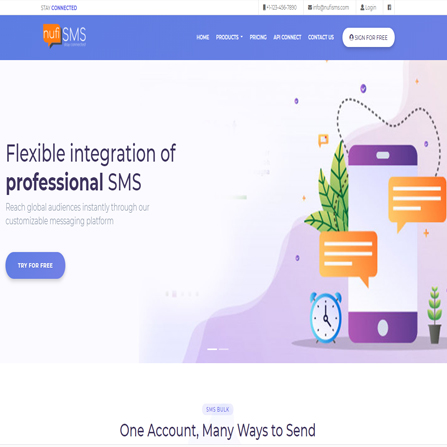 STAY CONNECTED
+1-123-456-7890
info@nufisms.com
Login
nufi SMS
HOME
PRODUCTS
PRICING
API CONNECT
CONTACT US
SIGN FOR FREE
Flexible integration of
professional SMS
Reach global audiences instantly through our
customizable messaging platform
TRY FOR FREE
SMS BULK
One Account, Many Ways to Send